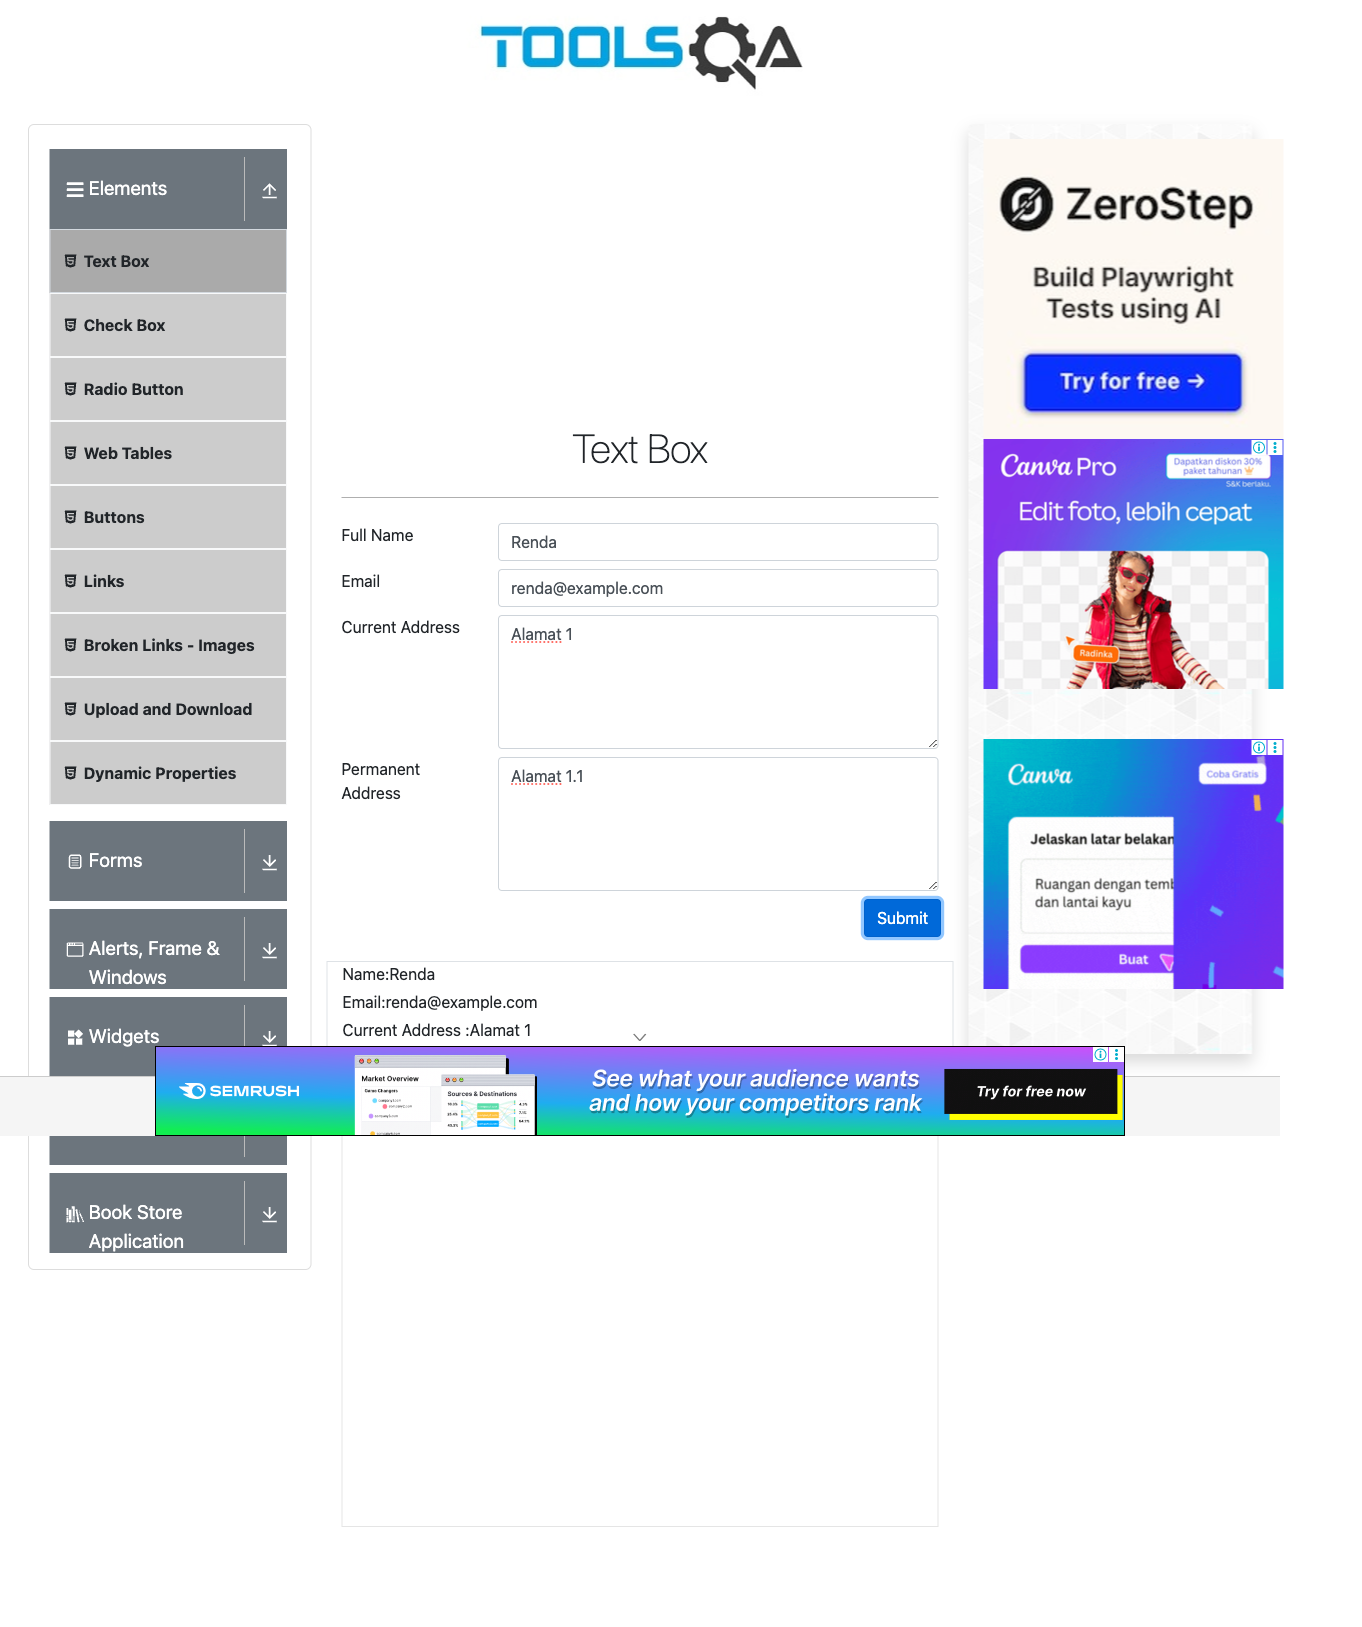 TOOLSQA
Elements
Text Box
Check Box
Radio Button
Web Tables
Buttons
Links
Broken Links - Images
Upload and Download
Dynamic Properties
Forms
Alerts, Frame &
Windows
Widgets
Book Store
Application
Text Box
Full Name
Renda
Email
renda@example.com
Current Address
Alamat 1
Permanent
Address
Alamat 1.1
Submit
Name:Renda
Email:renda@example.com
Current Address :Alamat 1
ZeroStep
Build Playwright
Tests using AI
Try for free →
Canva Pro
Dapatkan diskon 30%
paket tahunan
S&K berlaku.
Edit foto, lebih cepat
Radinka
Canva
Coba Gratis
Jelaskan latar belakan
Ruangan dengan temb
dan lantai kayu
Buat
SEMRUSH
Market Overview
Sources & Destinations
See what your audience wants
and how your competitors rank
Try for free now